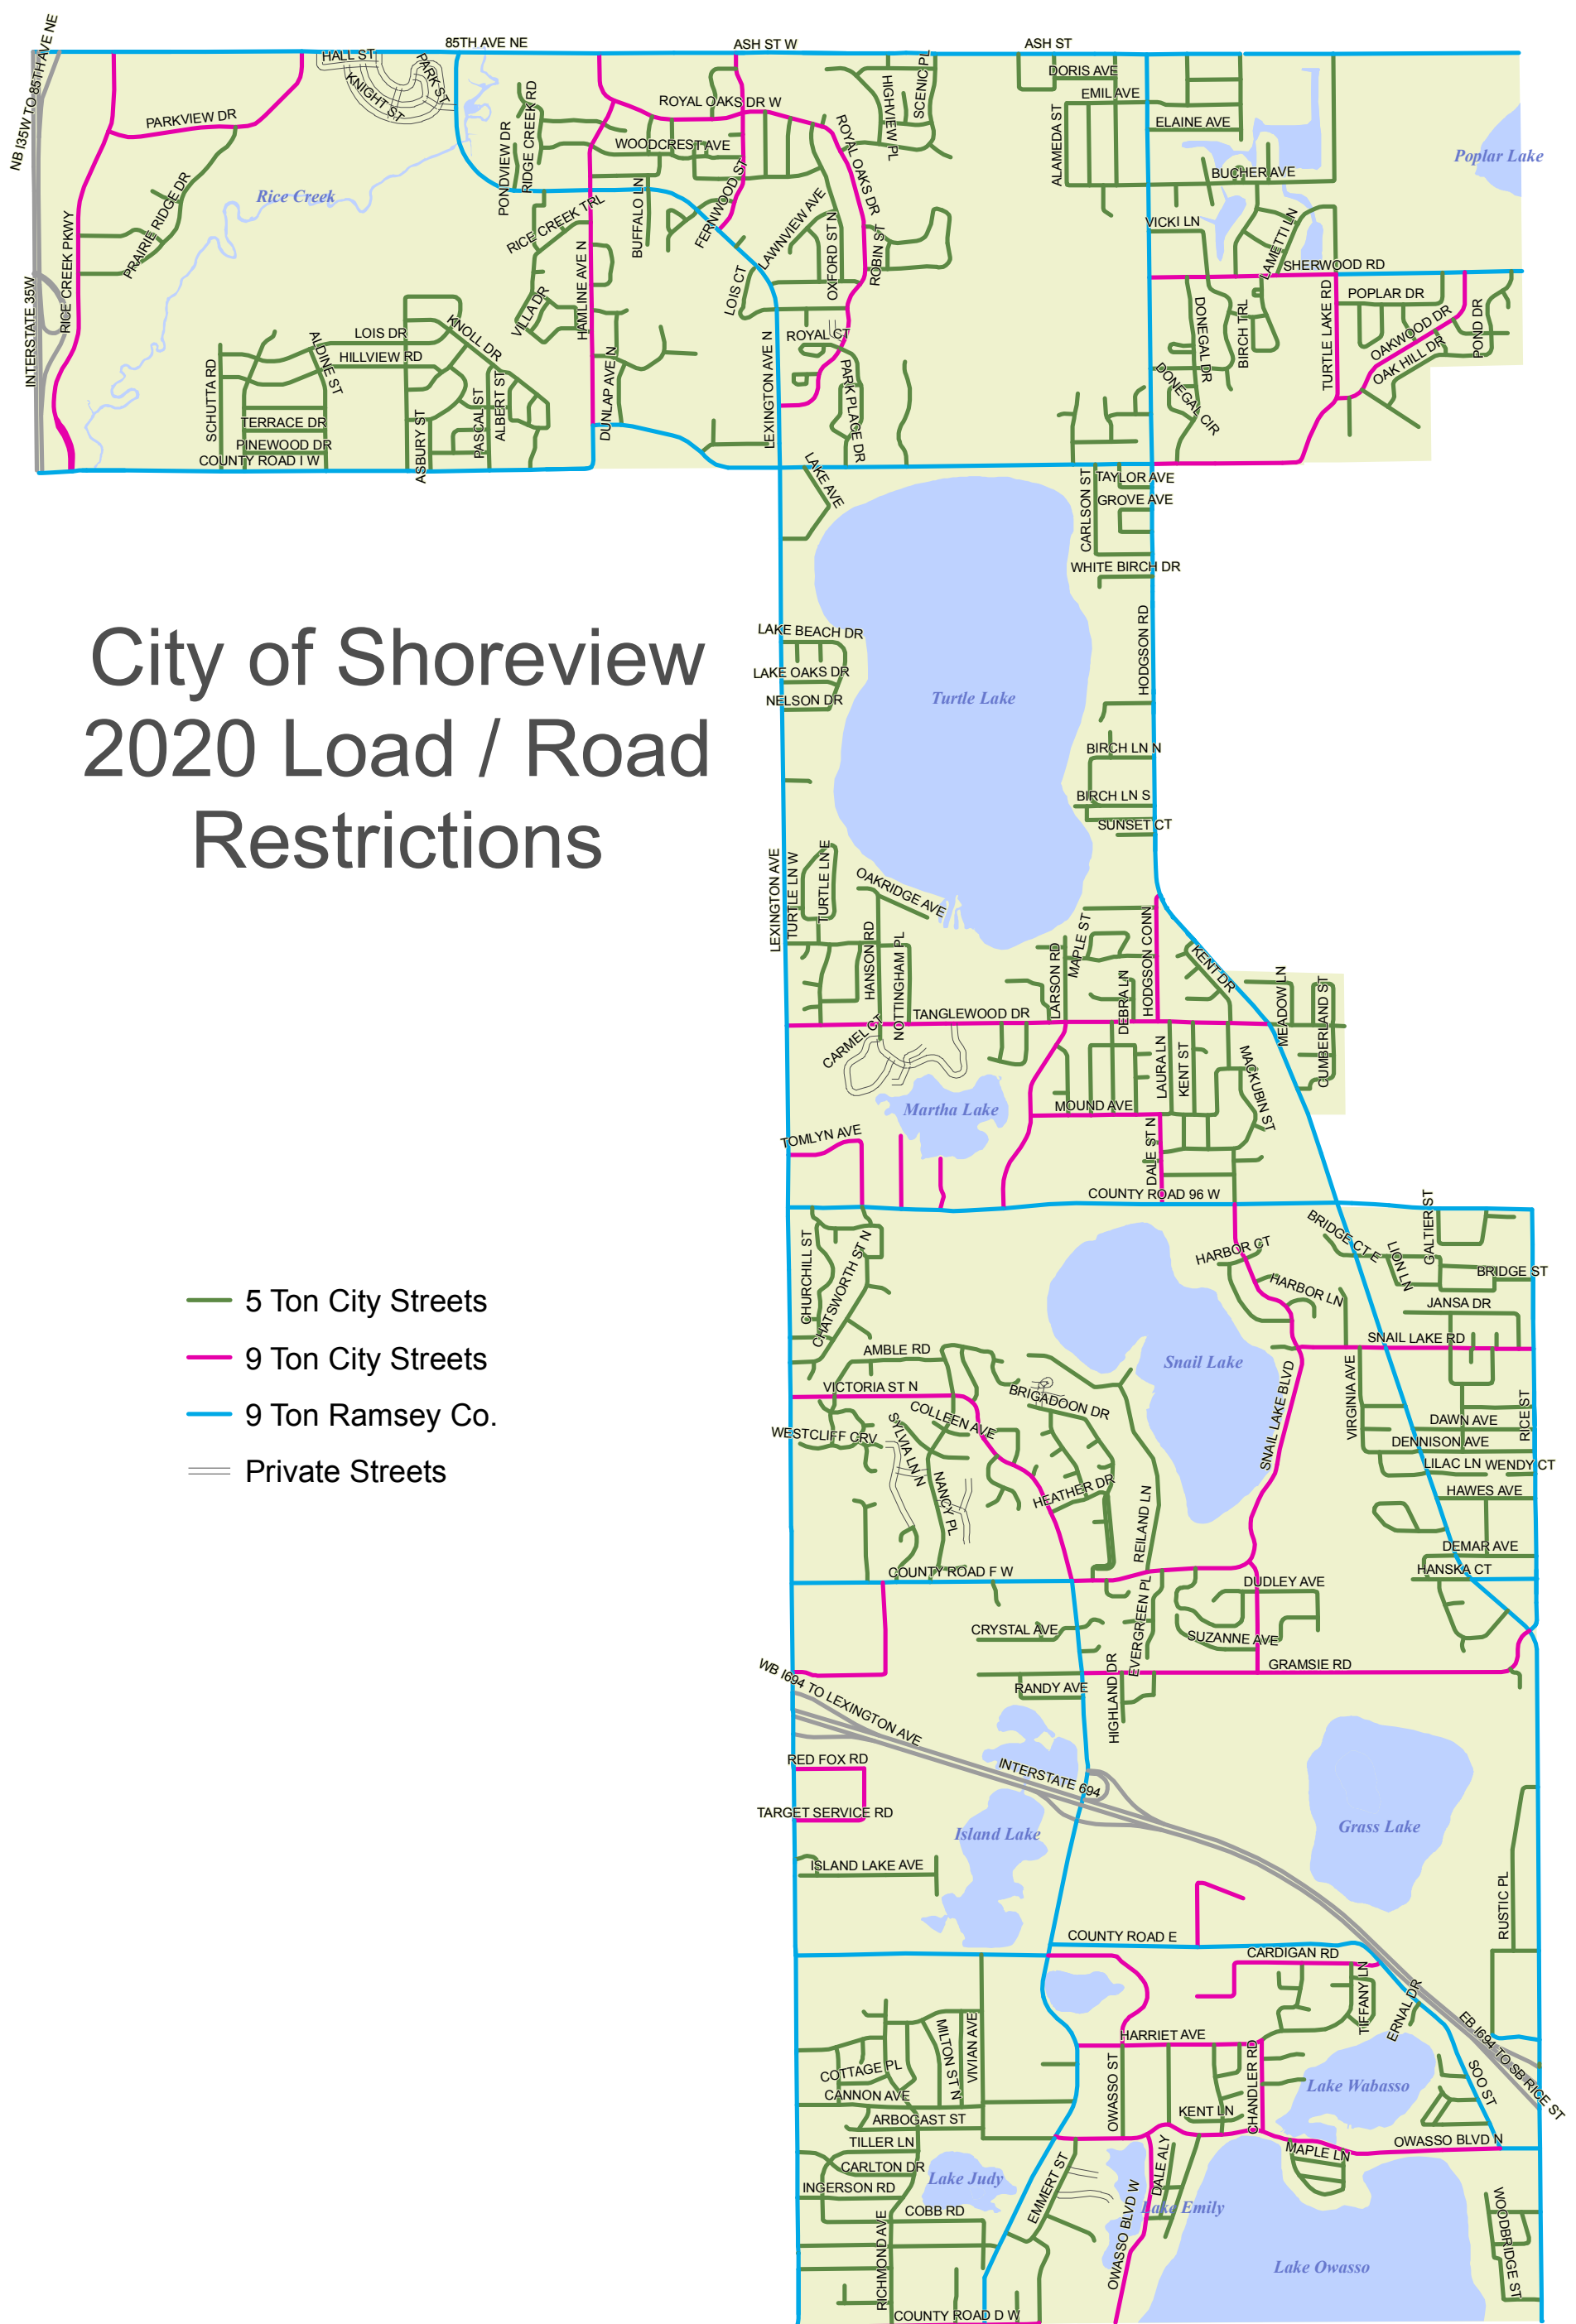 NB I35W TO 85TH AVE NE
HALL ST
KNIGHT ST
PARK ST
85TH AVE NE
ASH ST W
ASH ST
PARKVIEW DR
PRAIRIE RIDGE DR
Rice Creek
RICE CREEK PKWY
INTERSTATE 35W
PONDVIEW DR
RIDGE CREEK RD
ROYAL OAKS DR W
WOODCREST AVE
HIGHVIEW PL
SCENIC PL
ROYAL OAKS DR
DORIS AVE
EMIL AVE
ELAINE AVE
ALAMEDA ST
BUCHER AVE
Poplar Lake
RICE CREEK TRL
BUFFALO LN
FERNWOOD ST
LAWNVIEW AVE
OXFORD ST N
ROBIN ST
VICKI LN
LAMETTI LN
SHERWOOD RD
LOIS CT
VILLA DR
HAMLINE AVE N
POPLAR DR
TURTLE LAKE RD
OAKWOOD DR
OAK HILL DR
POND DR
DONEGAL DR
BIRCH TRL
DONEGAL CIR
LOIS DR
HILLVIEW RD
KNOLL DR
ALDINE ST
SCHUTTA RD
TERRACE DR
PINEWOOD DR
COUNTY ROAD I W
ASBURY ST
PASCAL ST
ALBERT ST
DUNLAP AVE N
LEXINGTON AVE N
ROYAL CT
PARK PLACE DR
LAKE AVE
CARLSON ST
TAYLOR AVE
GROVE AVE
WHITE BIRCH DR
City of Shoreview
2020 Load / Road
Restrictions
LAKE BEACH DR
LAKE OAKS DR
NELSON DR
Turtle Lake
HODGSON RD
BIRCH LN N
BIRCH LN S
SUNSET CT
LEXINGTON AVE
TURTLE LN W
TURTLE LN E
OAKRIDGE AVE
HANSON RD
NOTTINGHAM PL
LARSON RD
MAPLE ST
DEBRA LN
HODGSON CONN
KENT DR
MEADOW LN
CUMBERLAND ST
TANGLEWOOD DR
CARMEL CT
LAURA LN
KENT ST
MACKUBIN ST
Martha Lake
MOUND AVE
TOMLYN AVE
DALE ST N
COUNTY ROAD 96 W
CHURCHILL ST
CHATSWORTH ST N
HARBOR CT
HARBOR LN
BRIDGE CT E
LION LN
GALTIER ST
BRIDGE ST
JANSA DR
SNAIL LAKE RD
5 Ton City Streets
9 Ton City Streets
9 Ton Ramsey Co.
Private Streets
AMBLE RD
Snail Lake
VICTORIA ST N
BRIGADOON DR
COLLEEN AVE
WESTCLIFF CRV
SYLVIA LN N
NANCY PL
HEATHER DR
REILAND LN
SNAIL LAKE BLVD
VIRGINIA AVE
RICE ST
DAWN AVE
DENNISON AVE
LILAC LN
WENDY CT
HAWES AVE
DEMAR AVE
HANSKA CT
COUNTY ROAD F W
DUDLEY AVE
EVERGREEN PL
CRYSTAL AVE
SUZANNE AVE
GRAMSIE RD
RANDY AVE
HIGHLAND DR
WB I694 TO LEXINGTON AVE
INTERSTATE 694
RED FOX RD
TARGET SERVICE RD
Island Lake
Grass Lake
ISLAND LAKE AVE
RUSTIC PL
COUNTY ROAD E
CARDIGAN RD
TIFFANY LN
ERNAL DR
EB I694 TO SB RICE ST
HARRIET AVE
MILTON ST N
VIVIAN AVE
COTTAGE PL
CANNON AVE
ARBOGAST ST
OWASSO ST
CHANDLER RD
KENT LN
Lake Wabasso
SOO ST
OWASSO BLVD N
MAPLE LN
TILLER LN
CARLTON DR
INGERSON RD
Lake Judy
COBB RD
EMMERT ST
DALE ALY
Lake Emily
OWASSO BLVD W
WOODBRIDGE ST
Lake Owasso
RICHMOND AVE
COUNTY ROAD D W